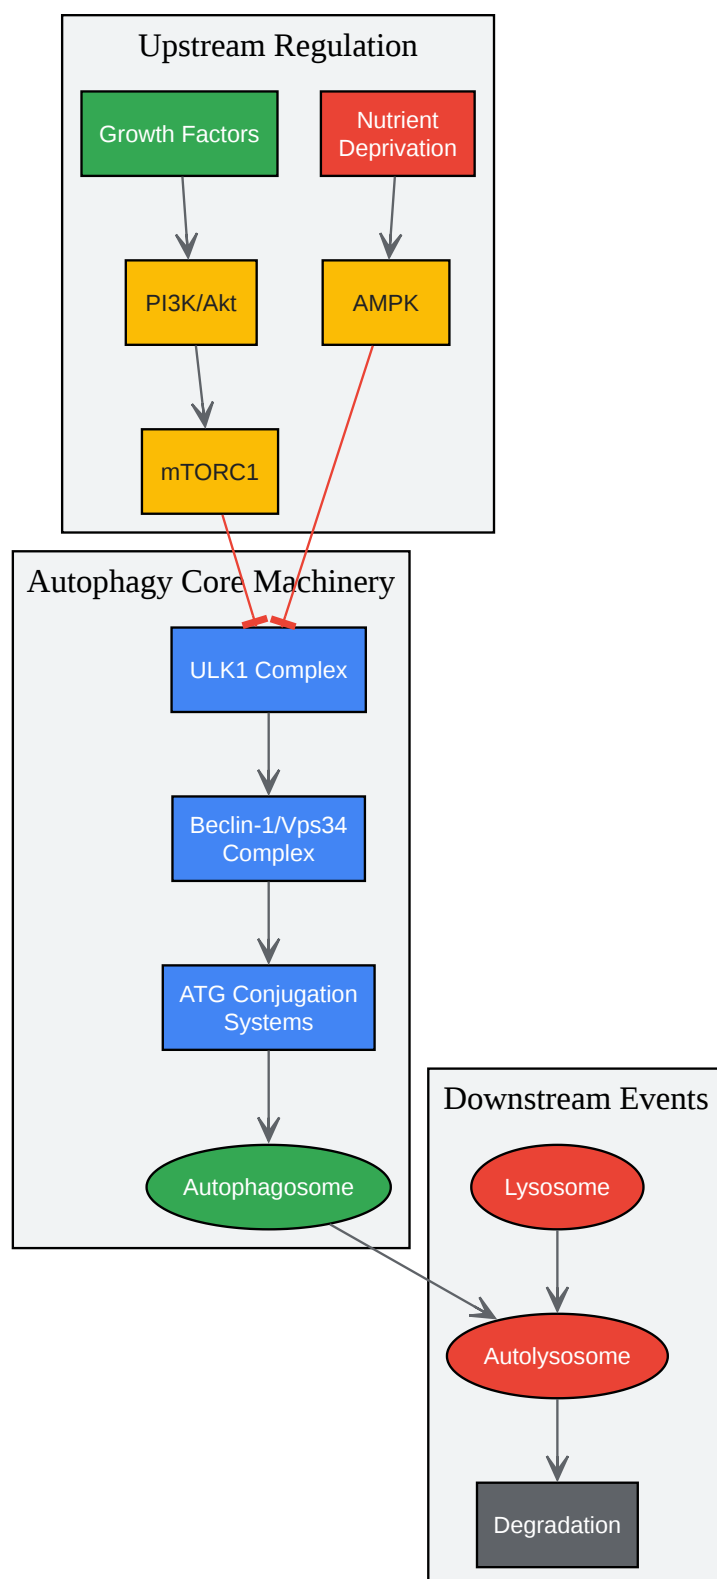 Upstream Regulation
Growth Factors
Nutrient
Deprivation
PI3K/Akt
AMPK
mTORC1
Autophagy Core Machinery
ULK1 Complex
Beclin-1/Vps34
Complex
ATG Conjugation
Systems
Autophagosome
Downstream Events
Lysosome
Autolysosome
Degradation